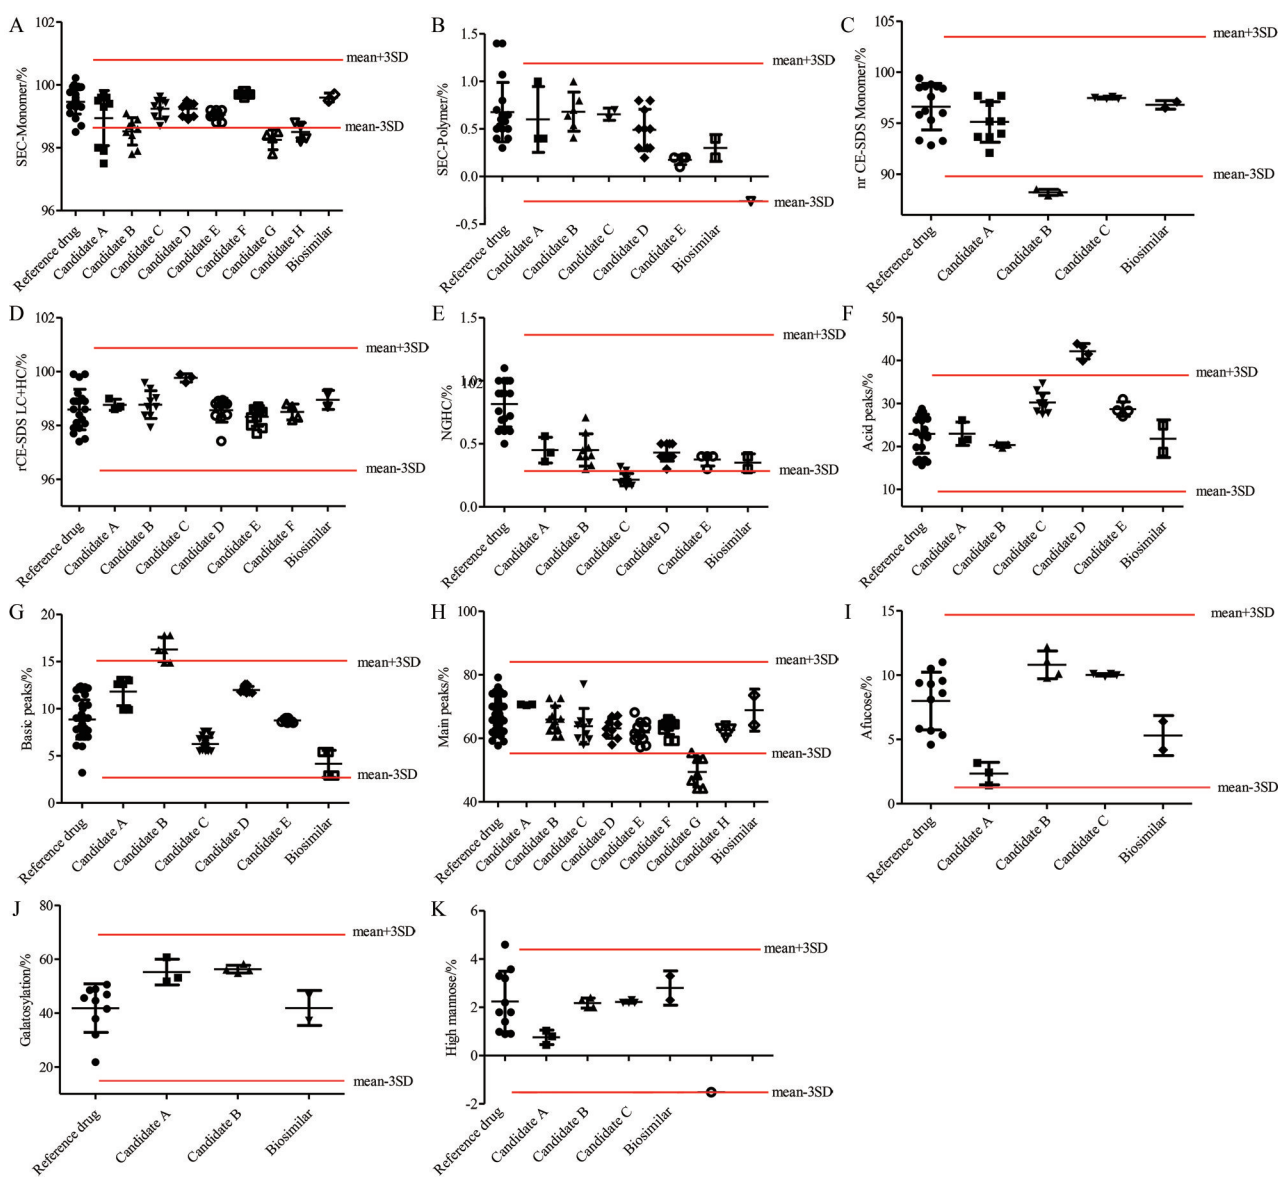 A
102
100
98
96
SEC-Monomer/%
mean+3SD
mean-3SD
Reference drug
Candidate A
Candidate B
Candidate C
Candidate D
Candidate E
Candidate F
Candidate G
Candidate H
Biosimilar
B
1.5
1.0
0.5
0.0
-0.5
SEC-Polymer/%
mean+3SD
mean-3SD
Reference drug
Candidate A
Candidate B
Candidate C
Candidate D
Candidate E
Biosimilar
C
105
100
95
90
nr CE-SDS Monomer/%
mean+3SD
mean-3SD
Reference drug
Candidate A
Candidate B
Candidate C
Biosimilar
D
102
100
98
96
rCE-SDS LC+HC/%
mean+3SD
mean-3SD
Reference drug
Candidate A
Candidate B
Candidate C
Candidate D
Candidate E
Candidate F
Biosimilar
E
1.5
0.5
0.0
NGHC/%
mean+3SD
mean-3SD
Reference drug
Candidate A
Candidate B
Candidate C
Candidate D
Candidate E
Biosimilar
F
50
40
30
20
10
Acid peaks/%
mean+3SD
mean-3SD
Reference drug
Candidate A
Candidate B
Candidate C
Candidate D
Candidate E
Biosimilar
G
20
15
10
5
0
Basic peaks/%
mean+3SD
mean-3SD
Reference drug
Candidate A
Candidate B
Candidate C
Candidate D
Candidate E
Biosimilar
H
100
80
60
40
Main peaks/%
mean+3SD
mean-3SD
Reference drug
Candidate A
Candidate B
Candidate C
Candidate D
Candidate E
Candidate F
Candidate G
Candidate H
Biosimilar
I
15
10
5
0
Afucose/%
mean+3SD
mean-3SD
Reference drug
Candidate A
Candidate B
Candidate C
Biosimilar
J
80
60
40
20
Galatosylation/%
mean+3SD
mean-3SD
Reference drug
Candidate A
Candidate B
Biosimilar
K
6
4
2
0
-2
High mannose/%
mean+3SD
mean-3SD
Reference drug
Candidate A
Candidate B
Candidate C
Biosimilar